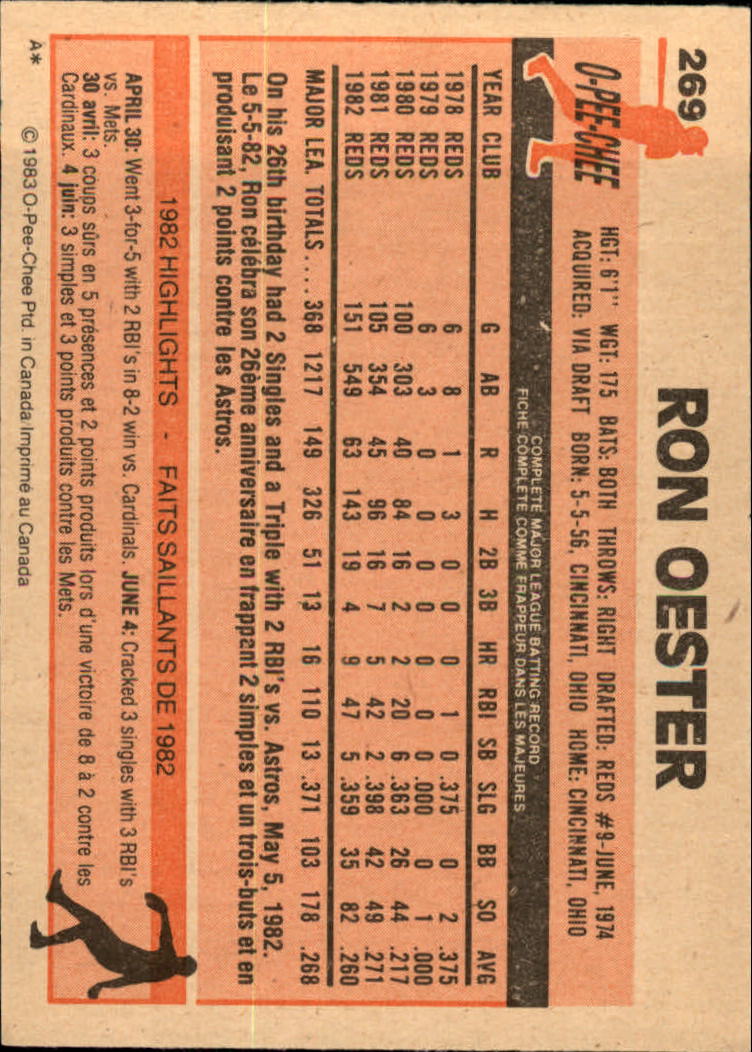 269
RON OESTER
O-PEE-CHEE
HGT: 6'1" WGT: 175 BATS: BOTH THROWS: RIGHT DRAFTED: REDS #9-JUNE, 1974
ACQUIRED: VIA DRAFT BORN: 5-5-56, CINCINNATI, OHIO HOME: CINCINNATI, OHIO
COMPLETE MAJOR LEAGUE BATTING RECORD
FICHE COMPLÈTE COMME FRAPPEUR DANS LES MAJEURES
YEAR CLUB G AB R H 2B 3B HR RBI SB SLG BB SO AVG
1978 REDS 6 8 1 3 0 0 0 1 0 .375 0 2 .375
1979 REDS 6 3 0 0 0 0 0 0 0 .000 0 1 .000
1980 REDS 100 303 40 84 16 2 2 20 6 .363 26 44 .217
1981 REDS 105 354 45 96 16 7 5 42 2 .398 42 49 .271
1982 REDS 151 549 63 143 19 4 9 47 5 .359 35 82 .260
MAJOR LEA. TOTALS.... 368 1217 149 326 51 13 16 110 13 .371 103 178 .268
On his 26th birthday had 2 Singles and a Triple with 2 RBI's vs. Astros, May 5, 1982.
Le 5-5-82, Ron célébra son 26ème anniversaire en frappant 2 simples et un trois-buts et en
produisant 2 points contre les Astros.
1982 HIGHLIGHTS - FAITS SAILLANTS DE 1982
APRIL 30: Went 3-for-5 with 2 RBI's in 8-2 win vs. Cardinals. JUNE 4: Cracked 3 singles with 3 RBI's
vs. Mets.
30 avril: 3 coups sûrs en 5 présences et 2 points produits lors d'une victoire de 8 à 2 contre les
Cardinaux. 4 juin: 3 simples et 3 points produits contre les Mets.
A* © 1983 O-Pee-Chee Ptd. in Canada/Imprimé au Canada